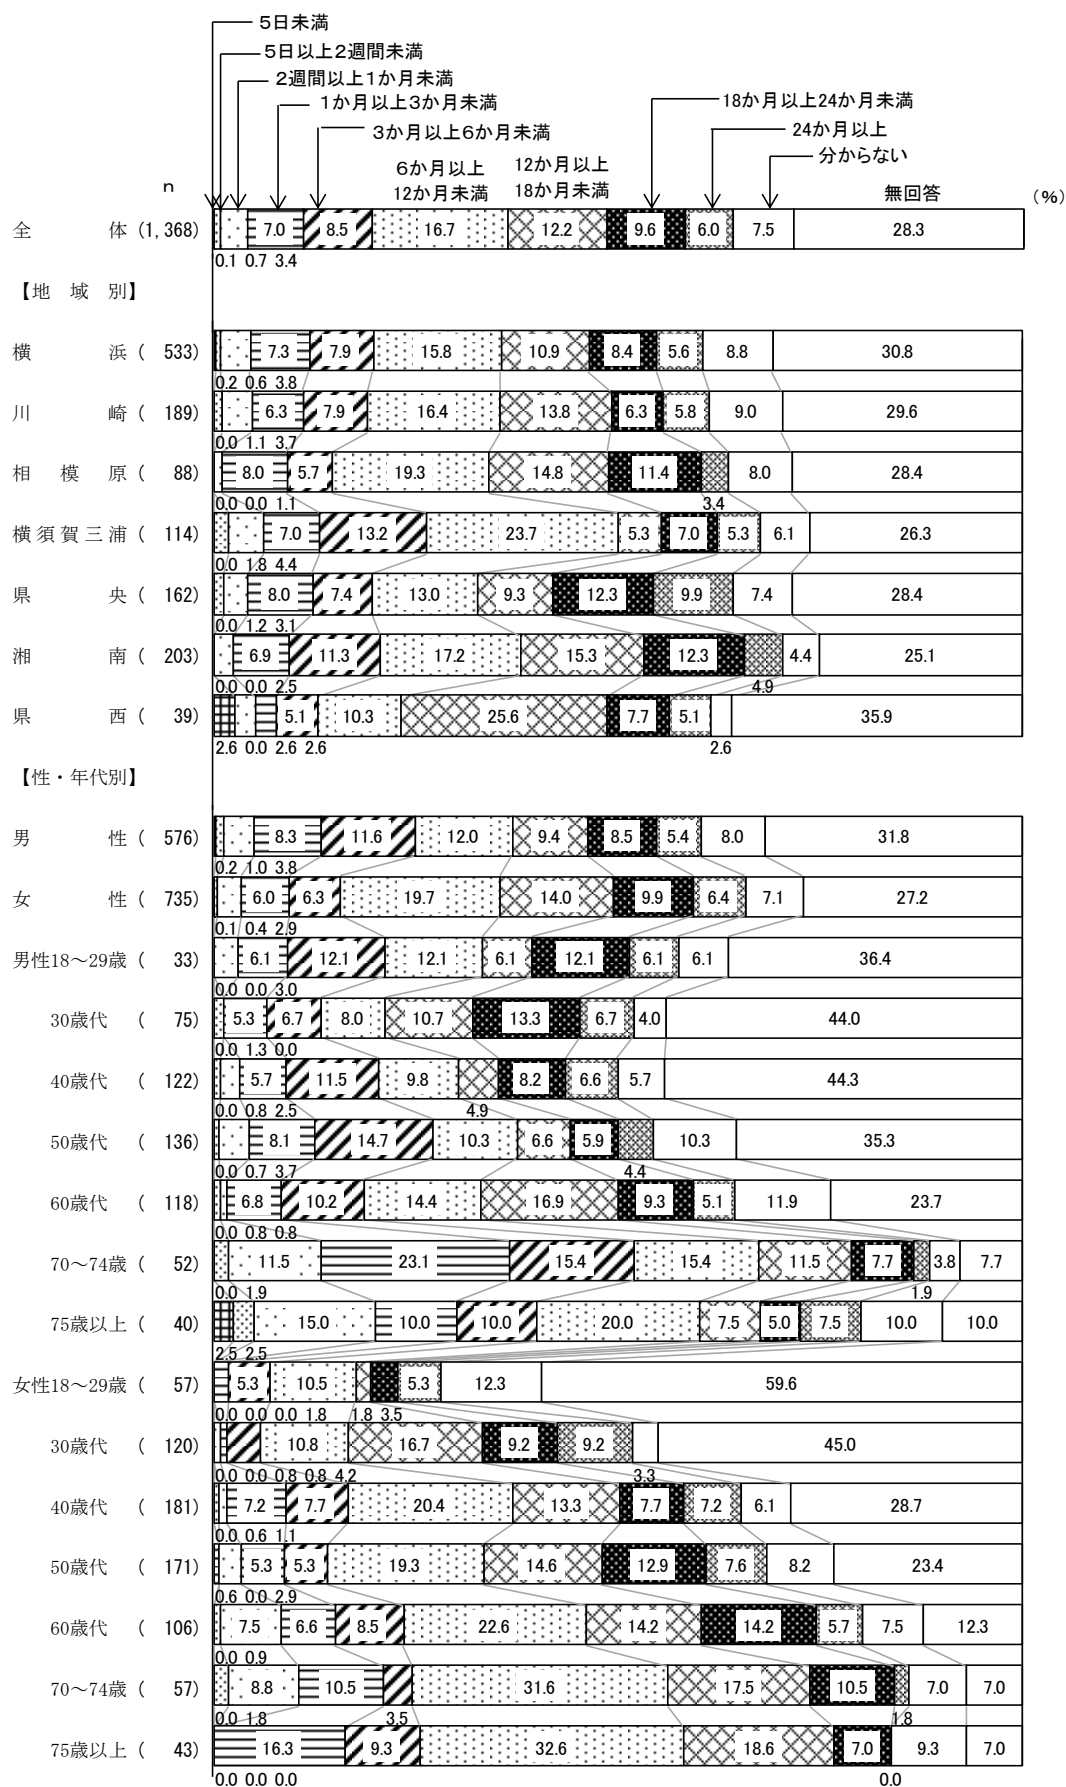 5日未満
5日以上2週間未満
2週間以上1か月未満
1か月以上3か月未満
3か月以上6か月未満
6か月以上
12か月未満
12か月以上
18か月未満
18か月以上24か月未満
24か月以上
分からない
無回答
(%)
n
全体 (1,368) 7.0 8.5 16.7 12.2 9.6 6.0 7.5 28.3
0.1 0.7 3.4
【地 域 別】
横浜 ( 533) 7.3 7.9 15.8 10.9 8.4 5.6 8.8 30.8
0.2 0.6 3.8
川崎 ( 189) 6.3 7.9 16.4 13.8 6.3 5.8 9.0 29.6
0.0 1.1 3.7
相模原 ( 88) 8.0 5.7 19.3 14.8 11.4 8.0 28.4
0.0 0.0 1.1 3.4
横須賀三浦 ( 114) 7.0 13.2 23.7 5.3 7.0 5.3 6.1 26.3
0.0 1.8 4.4
県央 ( 162) 8.0 7.4 13.0 9.3 12.3 9.9 7.4 28.4
0.0 1.2 3.1
湘南 ( 203) 6.9 11.3 17.2 15.3 12.3 4.4 25.1
0.0 0.0 2.5 4.9
県西 ( 39) 5.1 10.3 25.6 7.7 5.1 35.9
2.6 0.0 2.6 2.6 2.6
【性・年代別】
男性 ( 576) 8.3 11.6 12.0 9.4 8.5 5.4 8.0 31.8
0.2 1.0 3.8
女性 ( 735) 6.0 6.3 19.7 14.0 9.9 6.4 7.1 27.2
0.1 0.4 2.9
男性18～29歳 ( 33) 6.1 12.1 12.1 6.1 12.1 6.1 6.1 36.4
0.0 0.0 3.0
30歳代 ( 75) 5.3 6.7 8.0 10.7 13.3 6.7 4.0 44.0
0.0 1.3 0.0
40歳代 ( 122) 5.7 11.5 9.8 8.2 6.6 5.7 44.3
0.0 0.8 2.5 4.9
50歳代 ( 136) 8.1 14.7 10.3 6.6 5.9 10.3 35.3
0.0 0.7 3.7 4.4
60歳代 ( 118) 6.8 10.2 14.4 16.9 9.3 5.1 11.9 23.7
0.0 0.8 0.8
70～74歳 ( 52) 11.5 23.1 15.4 15.4 11.5 7.7 3.8 7.7
0.0 1.9 1.9
75歳以上 ( 40) 15.0 10.0 10.0 20.0 7.5 5.0 7.5 10.0 10.0
2.5 2.5
女性18～29歳 ( 57) 5.3 10.5 5.3 12.3 59.6
0.0 0.0 0.0 1.8 1.8 3.5
30歳代 ( 120) 10.8 16.7 9.2 9.2 45.0
0.0 0.0 0.8 0.8 4.2 3.3
40歳代 ( 181) 7.2 7.7 20.4 13.3 7.7 7.2 6.1 28.7
0.0 0.6 1.1
50歳代 ( 171) 5.3 5.3 19.3 14.6 12.9 7.6 8.2 23.4
0.6 0.0 2.9
60歳代 ( 106) 7.5 6.6 8.5 22.6 14.2 14.2 5.7 7.5 12.3
0.0 0.9
70～74歳 ( 57) 8.8 10.5 31.6 17.5 10.5 7.0 7.0
0.0 1.8 3.5 1.8
75歳以上 ( 43) 16.3 9.3 32.6 18.6 7.0 9.3 7.0
0.0 0.0 0.0 0.0